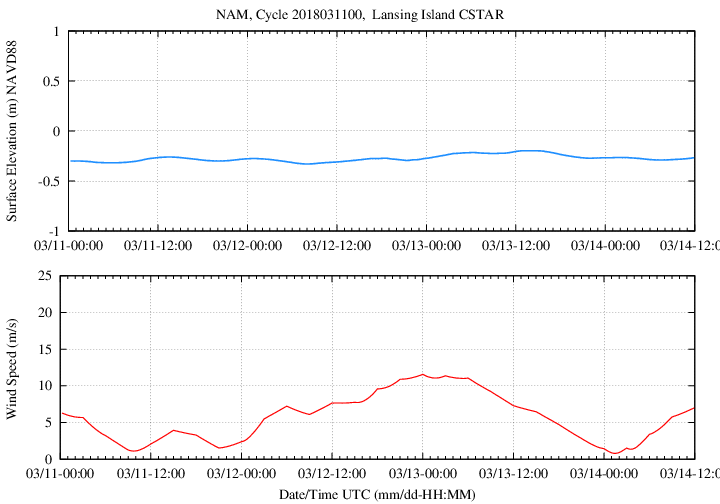 NAM, Cycle 2018031100,  Lansing Island CSTAR
Surface Elevation (m) NAVD88
1
0.5
0
-0.5
-1
03/11-00:00 03/11-12:00 03/12-00:00 03/12-12:00 03/13-00:00 03/13-12:00 03/14-00:00 03/14-12:0
Wind Speed (m/s)
25
20
15
10
5
0
03/11-00:00 03/11-12:00 03/12-00:00 03/12-12:00 03/13-00:00 03/13-12:00 03/14-00:00 03/14-12:0
Date/Time UTC (mm/dd-HH:MM)